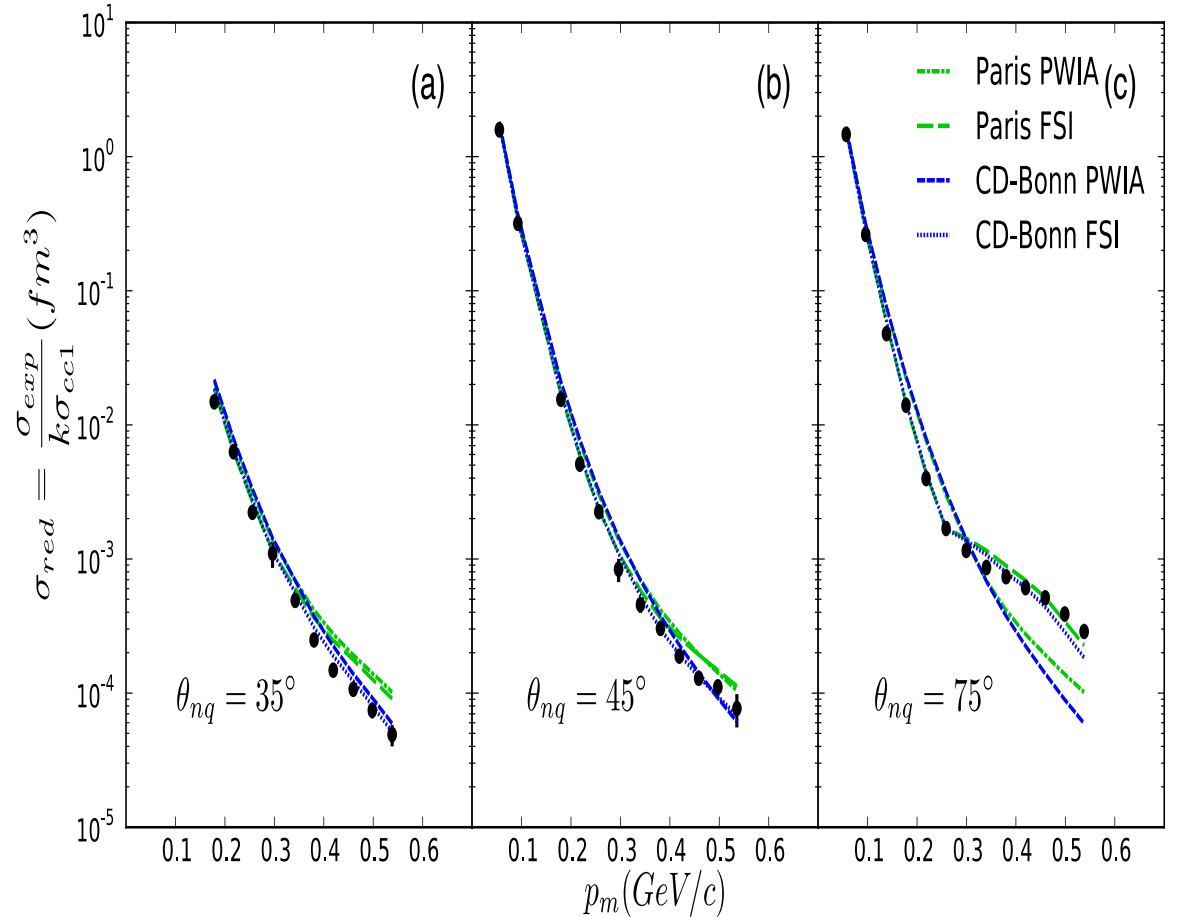 10^1
10^0
10^-1
10^-2
10^-3
10^-4
10^-5
σ_red = σ_exp / kσ_cc1 (fm^3)
(a)
(b)
(c)
Paris PWIA
Paris FSI
CD-Bonn PWIA
CD-Bonn FSI
θ_nq = 35°
θ_nq = 45°
θ_nq = 75°
0.1 0.2 0.3 0.4 0.5 0.6 0.1 0.2 0.3 0.4 0.5 0.6 0.1 0.2 0.3 0.4 0.5 0.6
p_m(GeV/c)